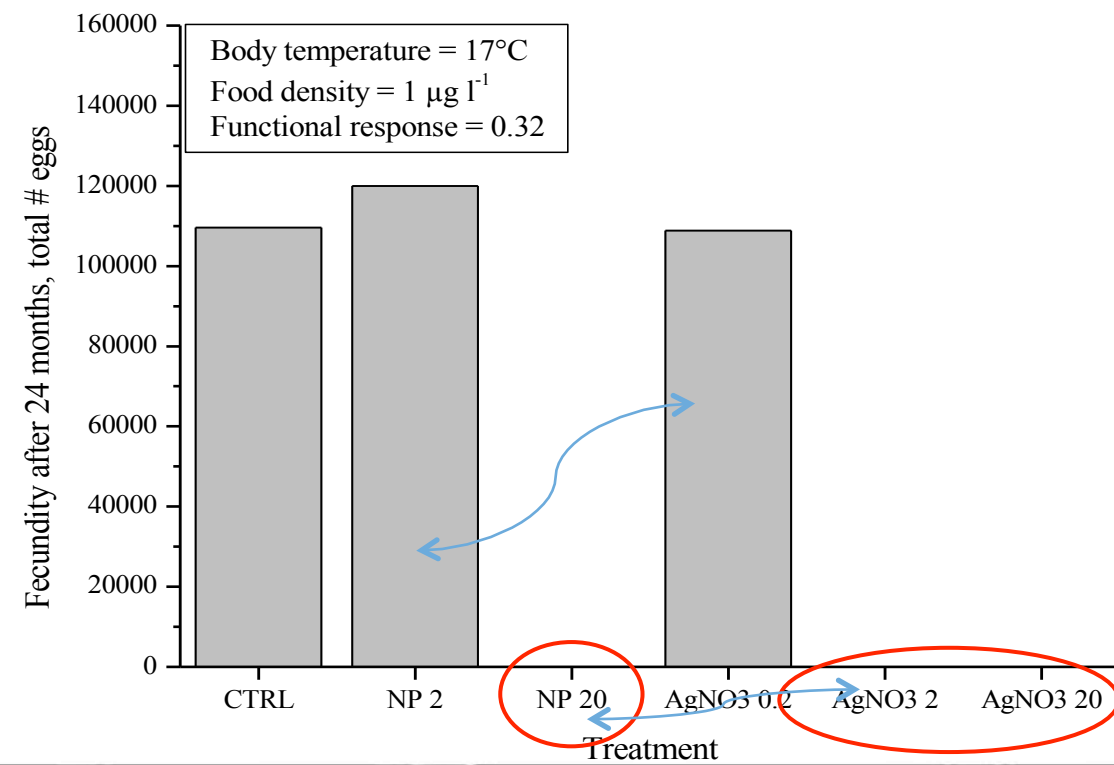 160000
140000
120000
100000
80000
60000
40000
20000
0
Fecundity after 24 months, total # eggs
Body temperature = 17°C
Food density = 1 µg l⁻¹
Functional response = 0.32
CTRL NP 2 NP 20 AgNO3 0.2 AgNO3 2 AgNO3 20
Treatment